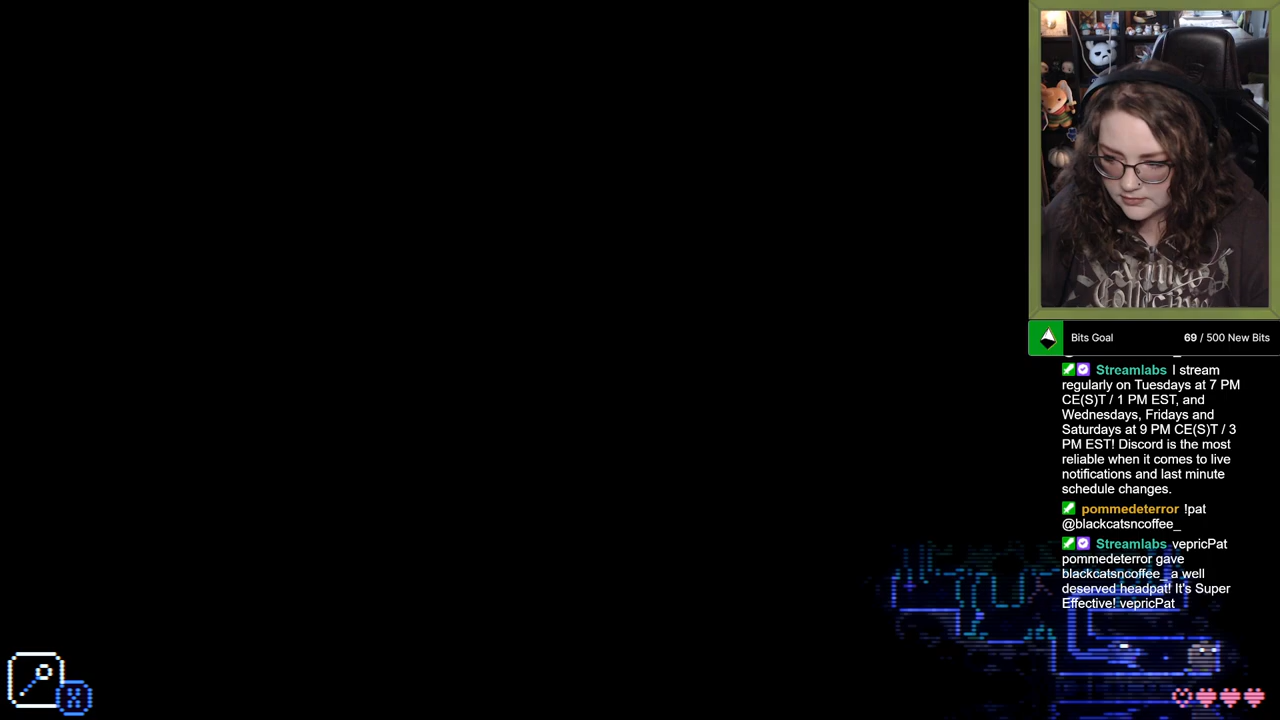 Bits Goal 69 / 500 New Bits
Streamlabs I stream
regularly on Tuesdays at 7 PM
CE(S)T / 1 PM EST, and
Wednesdays, Fridays and
Saturdays at 9 PM CE(S)T / 3
PM EST! Discord is the most
reliable when it comes to live
notifications and last minute
schedule changes.
pommedeterror !pat
@blackcatsncoffee_
Streamlabs vepricPat
pommedeterror gave
blackcatsncoffee_ a well
deserved headpat! It's Super
Effective! vepricPat